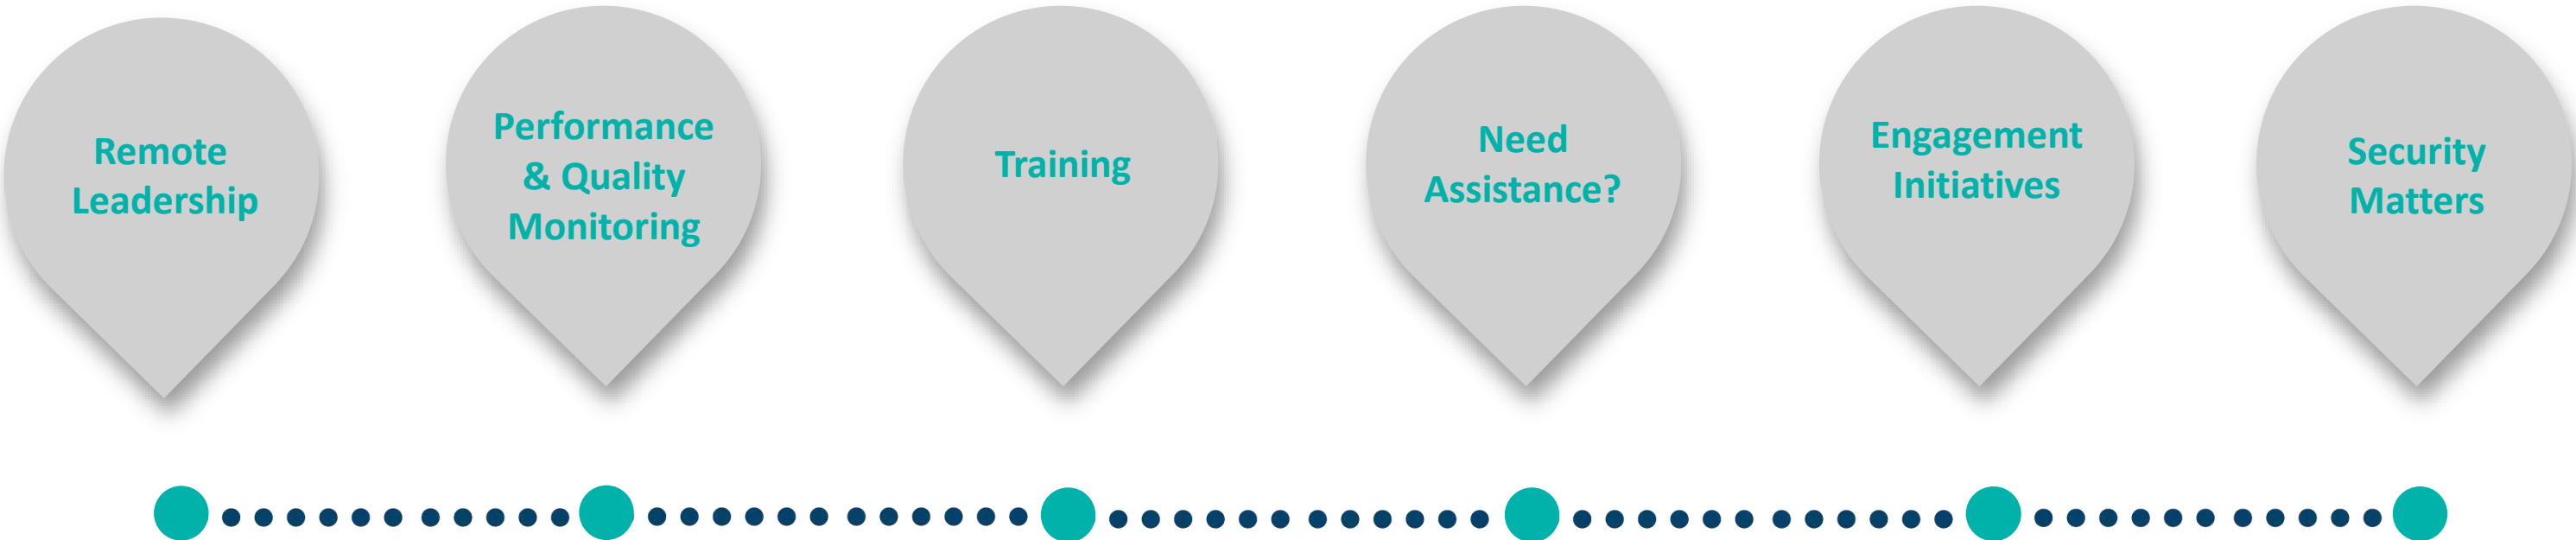 Remote
Leadership
Performance
& Quality
Monitoring
Training
Need
Assistance?
Engagement
Initiatives
Security
Matters